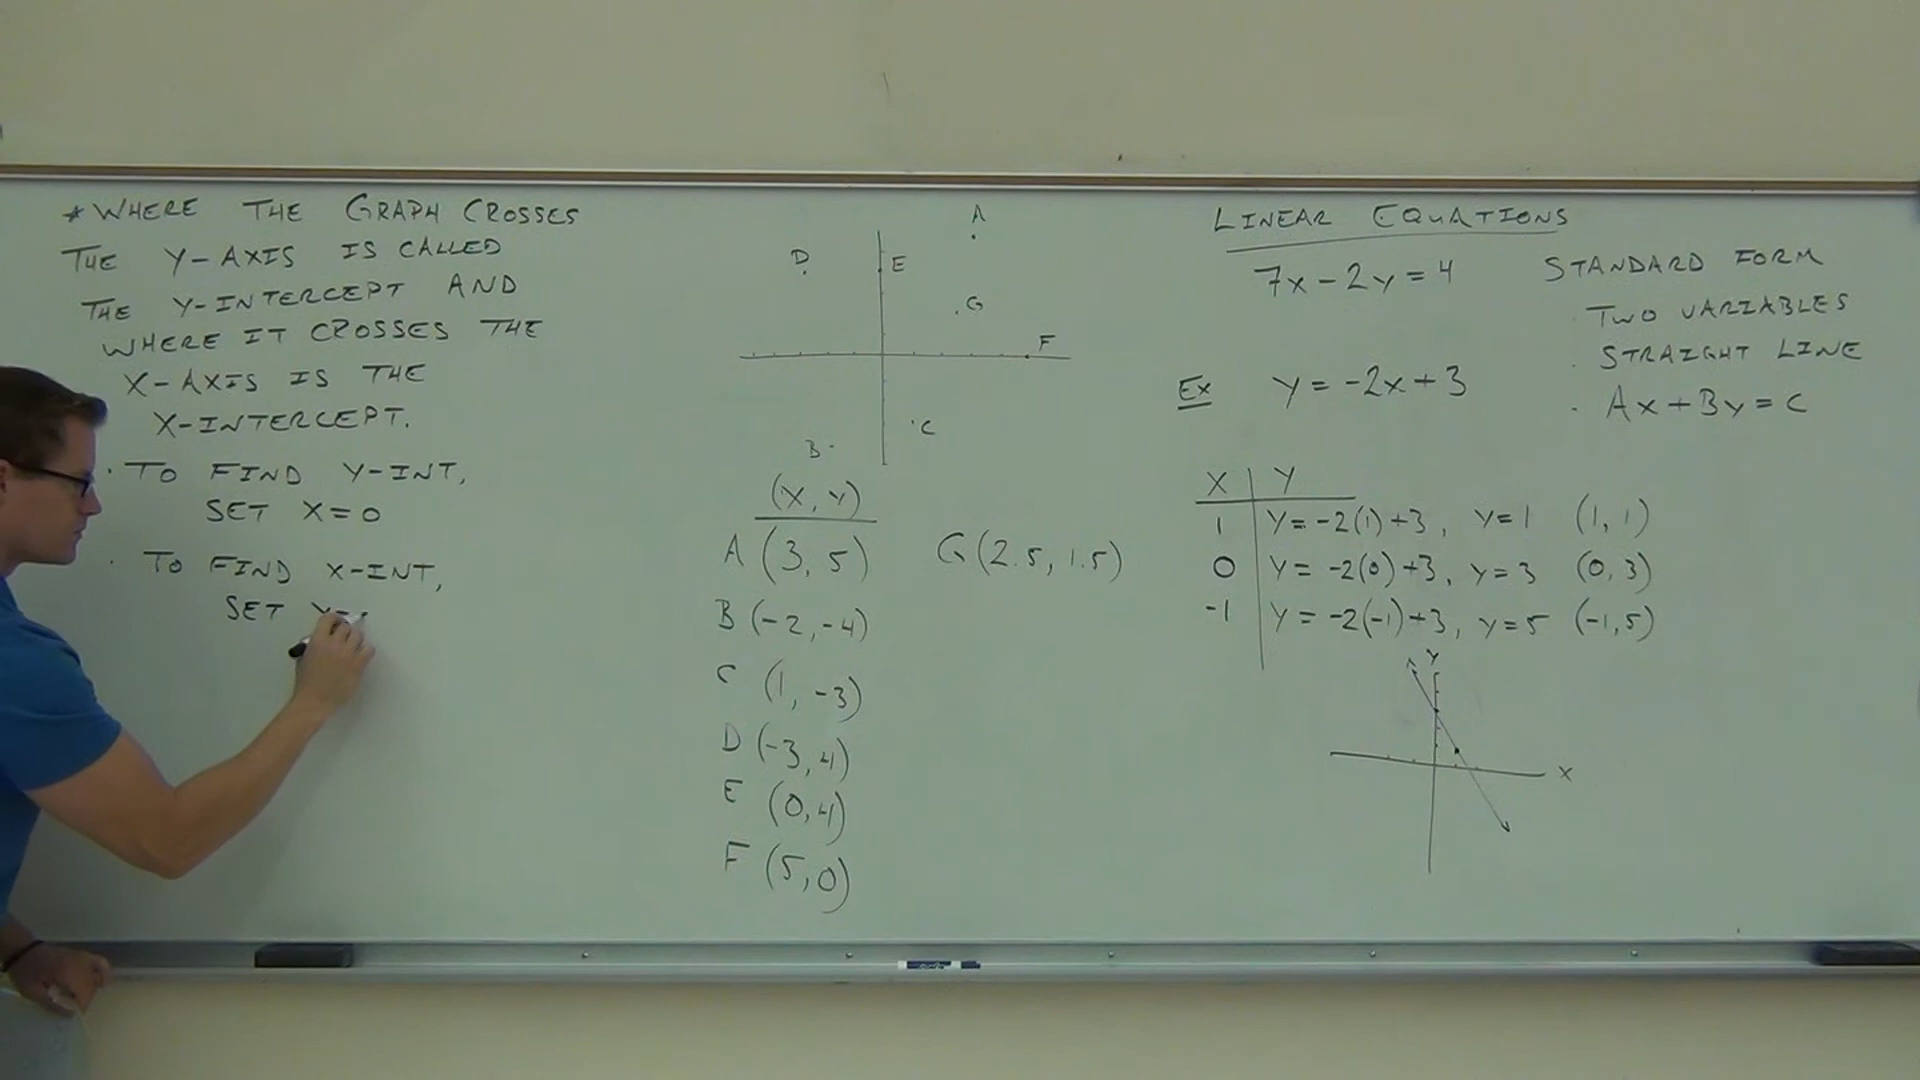 * WHERE THE GRAPH CROSSES
THE Y-AXIS IS CALLED
THE Y-INTERCEPT AND
WHERE IT CROSSES THE
X-AXIS IS THE
X-INTERCEPT.
· TO FIND Y-INT,
SET X=0
· TO FIND X-INT,
SET Y=
A
D
E
G
F
C
B
(X, Y)
A (3, 5)
G (2.5, 1.5)
B (-2, -4)
C (1, -3)
D (-3, 4)
E (0, 4)
F (5, 0)
LINEAR EQUATIONS
7x - 2y = 4
STANDARD FORM
· TWO VARIABLES
· STRAIGHT LINE
· Ax + By = C
Ex y = -2x + 3
X Y
1 Y = -2(1) + 3, Y = 1 (1, 1)
0 Y = -2(0) + 3, Y = 3 (0, 3)
-1 Y = -2(-1) + 3, Y = 5 (-1, 5)
Y
X